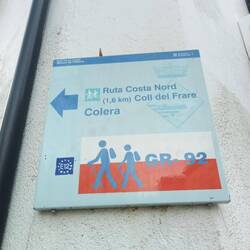 Ruta Costa Nord
(1,6 km) Coll del Frare
Colera
GR-92